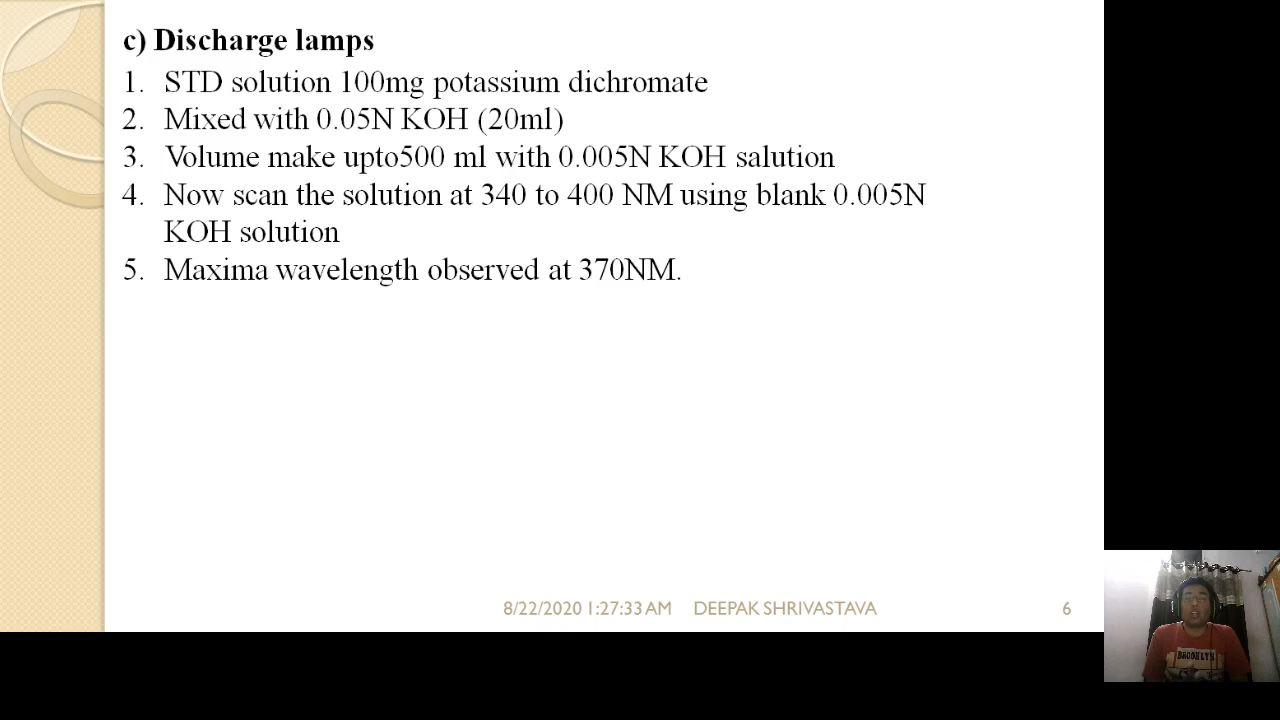 c) Discharge lamps
1. STD solution 100mg potassium dichromate
2. Mixed with 0.05N KOH (20ml)
3. Volume make upto500 ml with 0.005N KOH salution
4. Now scan the solution at 340 to 400 NM using blank 0.005N
KOH solution
5. Maxima wavelength observed at 370NM.
8/22/2020 1:27:33 AM DEEPAK SHRIVASTAVA 6
BROOKLYN